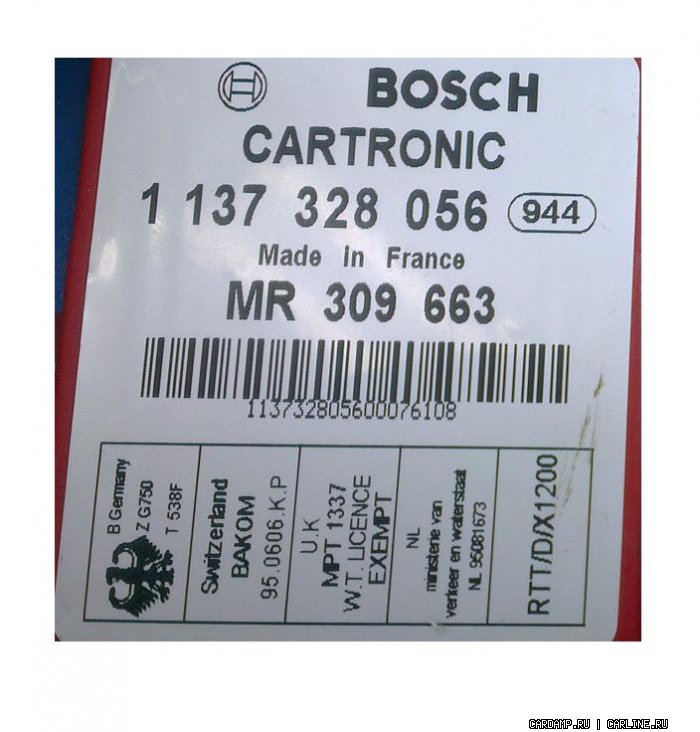 BOSCH
CARTRONIC
1 137 328 056 944
Made In France
MR 309 663
113732805600076108
B Germany
Z G750
T 538F
Switzerland
BAKOM
95.0606.K.P
U.K
MPT 1337
W.T. LICENCE
EXEMPT
NL
ministerie van
verkeer en waterstaat
NL 95081673
RTT/D/X1200
CARDAMP.RU | CARLINE.RU